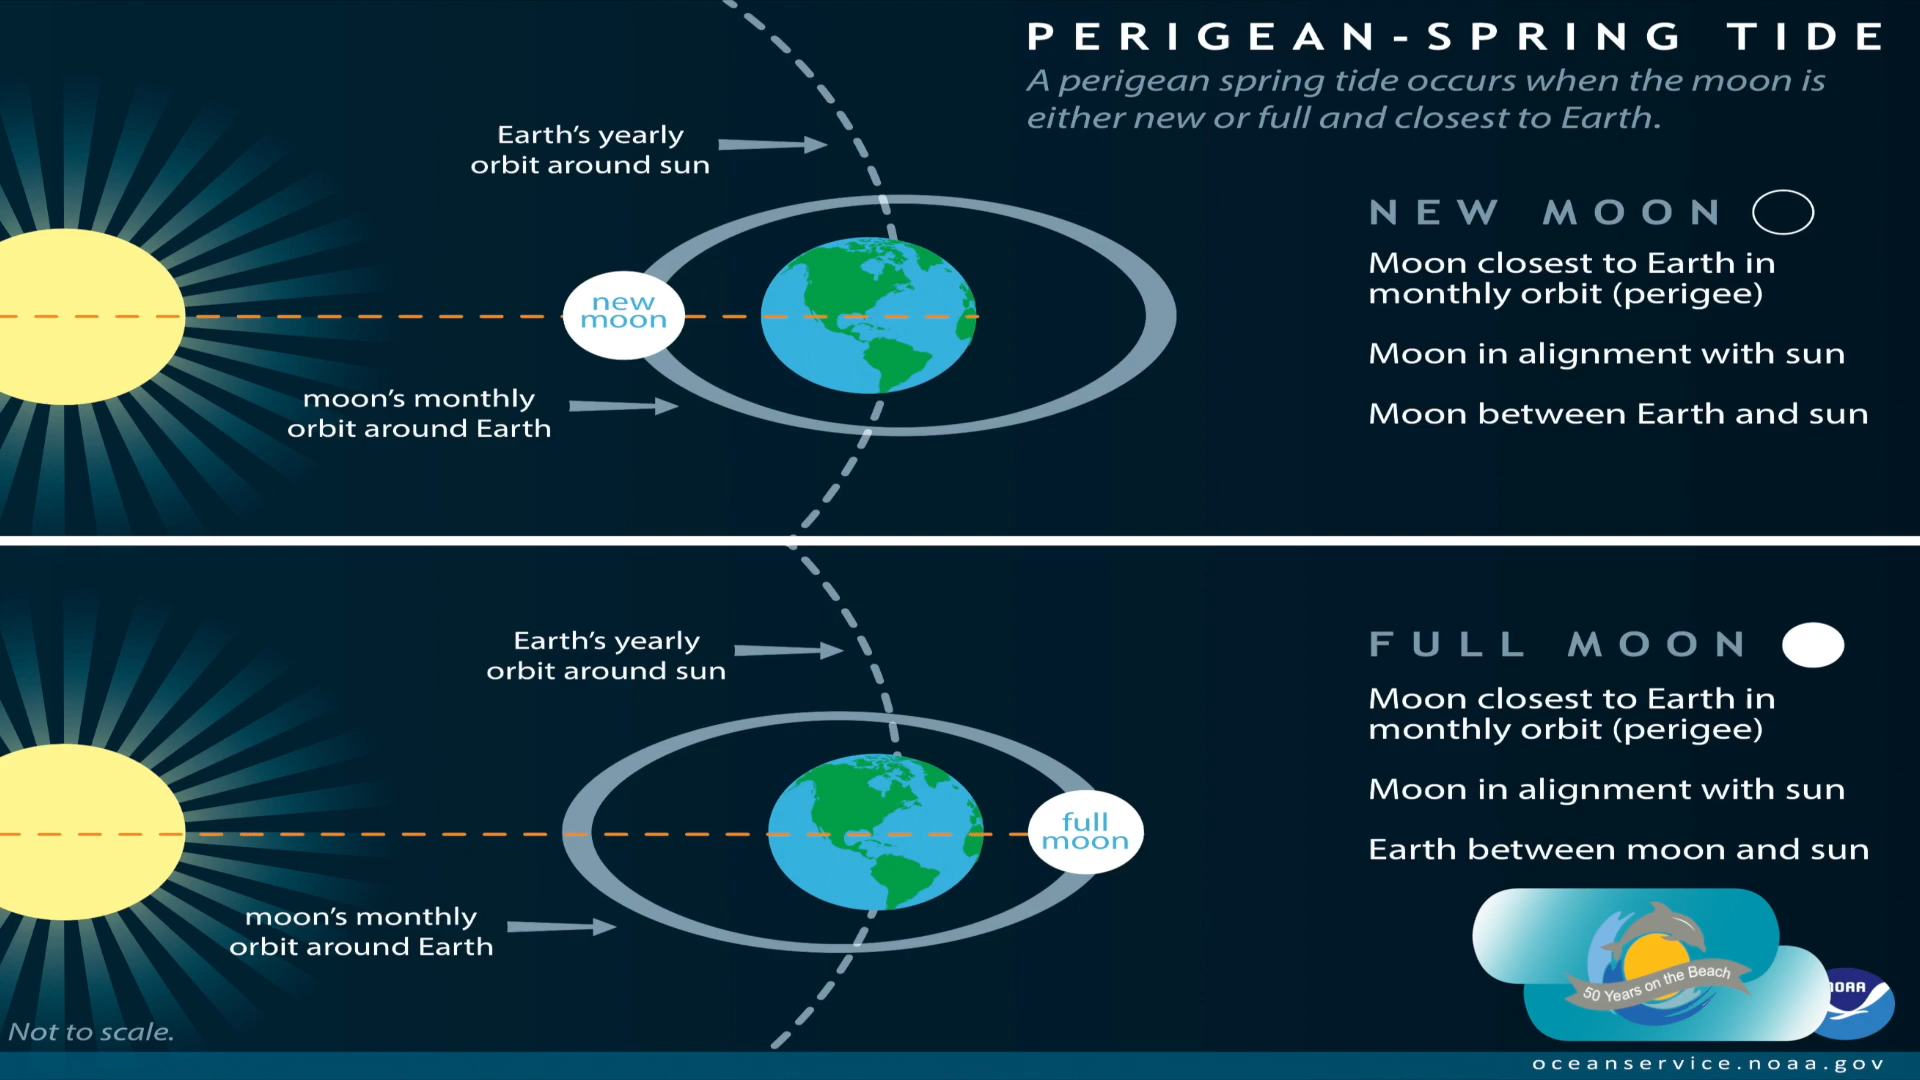 PERIGEAN-SPRING TIDE
A perigean spring tide occurs when the moon is
either new or full and closest to Earth.
Earth's yearly
orbit around sun
new
moon
moon's monthly
orbit around Earth
NEW MOON
Moon closest to Earth in
monthly orbit (perigee)
Moon in alignment with sun
Moon between Earth and sun
Earth's yearly
orbit around sun
full
moon
moon's monthly
orbit around Earth
FULL MOON
Moon closest to Earth in
monthly orbit (perigee)
Moon in alignment with sun
Earth between moon and sun
50 Years on the Beach
NOAA
Not to scale.
oceanservice.noaa.gov